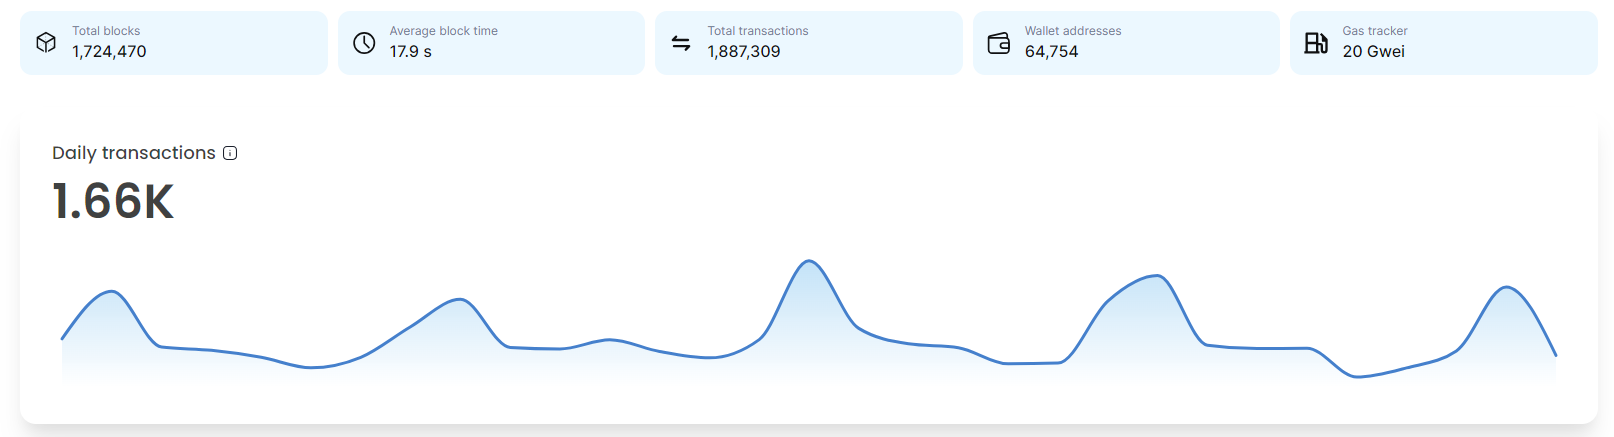 Total blocks
1,724,470
Average block time
17.9 s
Total transactions
1,887,309
Wallet addresses
64,754
Gas tracker
20 Gwei
Daily transactions
1.66K